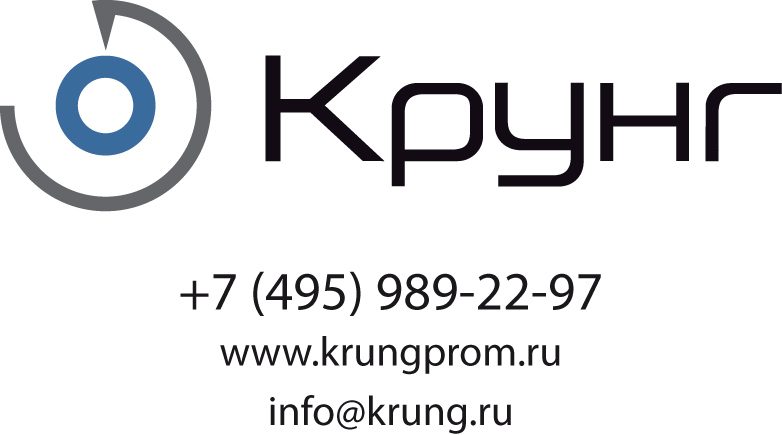 Крунг
+7 (495) 989-22-97
www.krungprom.ru
info@krung.ru